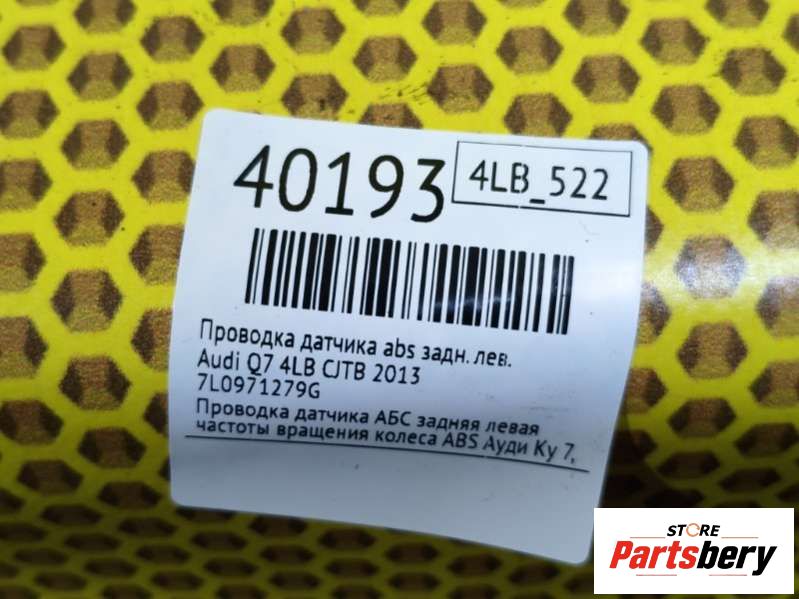 40193
4LB_522
Проводка датчика abs задн. лев.
Audi Q7 4LB CJTB 2013
7L0971279G
Проводка датчика АБС задняя левая
частоты вращения колеса ABS Ауди Ку 7,
STORE
Partsbery